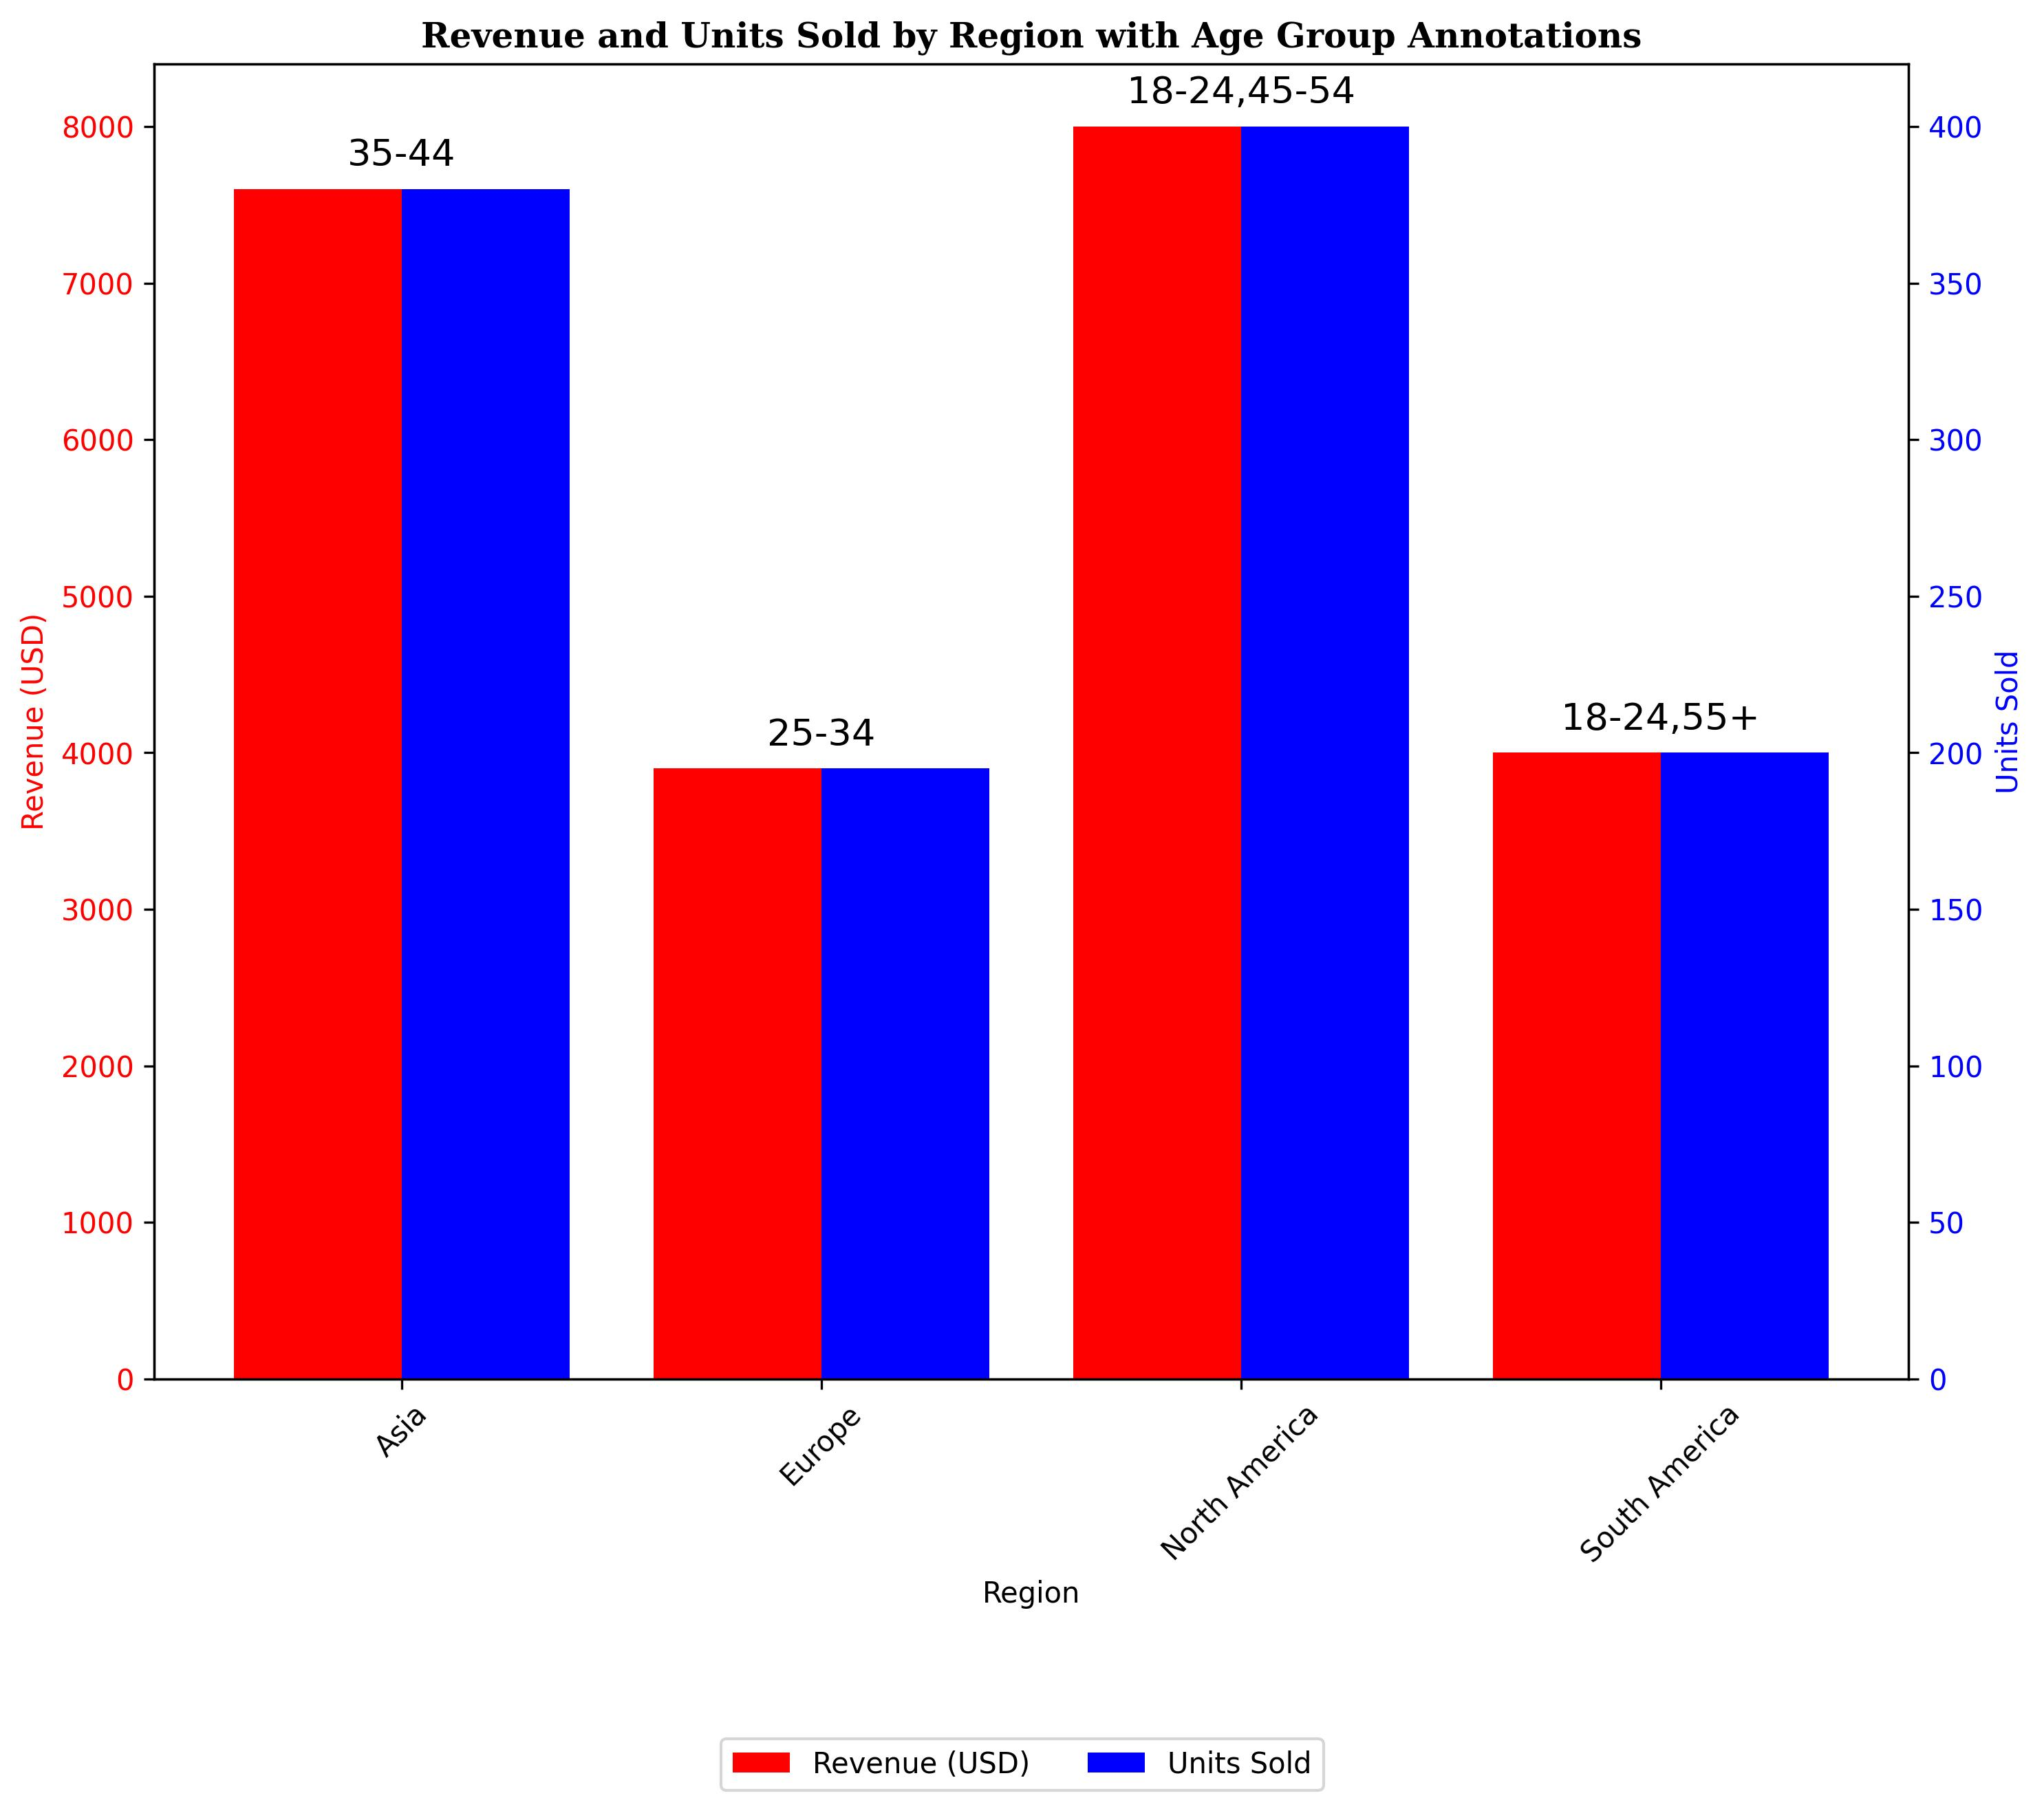 Revenue and Units Sold by Region with Age Group Annotations
18-24,45-54
35-44
25-34
18-24,55+
8000
7000
6000
5000
4000
3000
2000
1000
0
Revenue (USD)
400
350
300
250
200
150
100
50
0
Units Sold
Asia
Europe
North America
South America
Region
Revenue (USD)
Units Sold